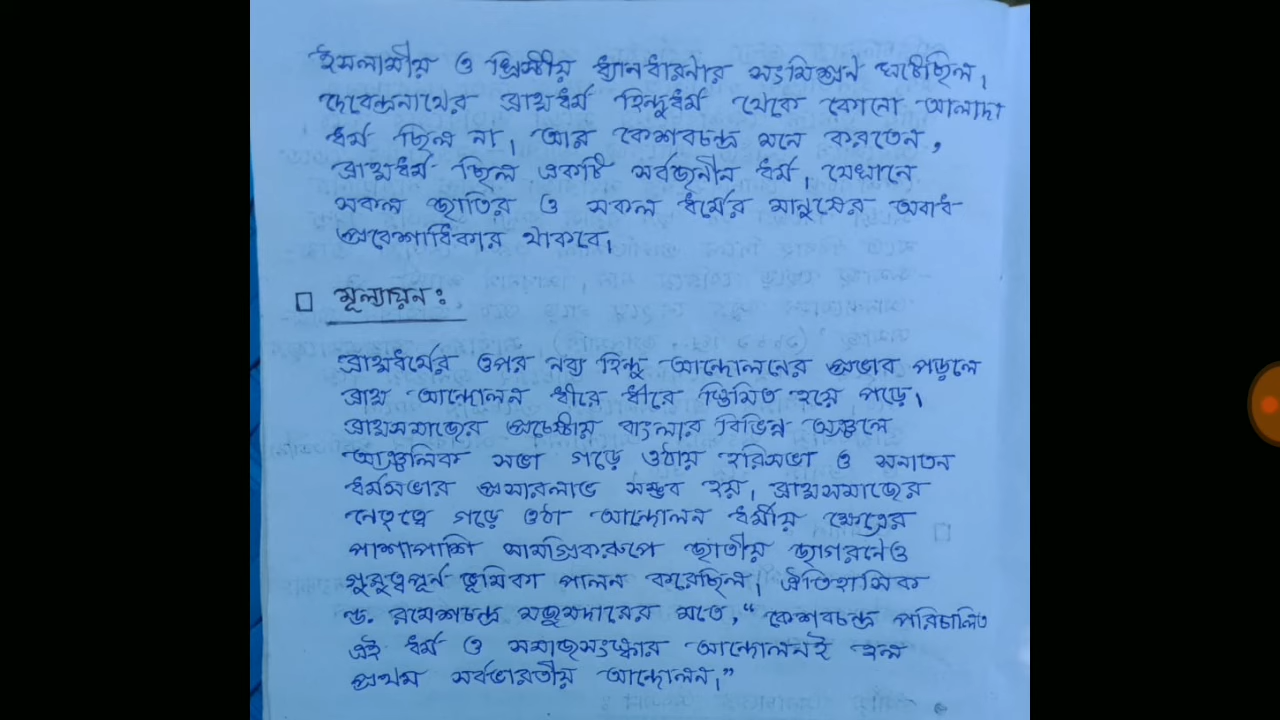 ইসলামীয় ও খ্রিস্টীয় ধ্যানধারণার সংমিশ্রণ ঘটেছিল।
দেবেন্দ্রনাথের ব্রাহ্মধর্ম হিন্দুধর্ম থেকে কোনো আলাদা
ধর্ম ছিল না। আর কেশবচন্দ্র মনে করতেন,
ব্রাহ্মধর্ম ছিল একটি সর্বজনীন ধর্ম, যেখানে
সকল জাতির ও সকল ধর্মের মানুষের অবাধ
প্রবেশাধিকার থাকবে।
□ মূল্যায়ন:
ব্রাহ্মধর্মের ওপর নব্য হিন্দু আন্দোলনের প্রভাব পড়লে
ব্রাহ্ম আন্দোলন ধীরে ধীরে স্তিমিত হয়ে পড়ে।
ব্রাহ্মসমাজের প্রচেষ্টায় বাংলার বিভিন্ন অঞ্চলে
আঞ্চলিক সভা গড়ে ওঠায় হরিসভা ও সনাতন
ধর্মসভার প্রসারলাভ সম্ভব হয়। ব্রাহ্মসমাজের
নেতৃত্বে গড়ে ওঠা আন্দোলন ধর্মীয় ক্ষেত্রের
পাশাপাশি সামগ্রিকরূপে জাতীয় জাগরণেও
গুরুত্বপূর্ন ভূমিকা পালন করেছিল। ঐতিহাসিক
ড. রমেশচন্দ্র মজুমদারের মতে, "কেশবচন্দ্র পরিচালিত
এই ধর্ম ও সমাজসংস্কার আন্দোলনই হল
প্রথম সর্বভারতীয় আন্দোলন।"